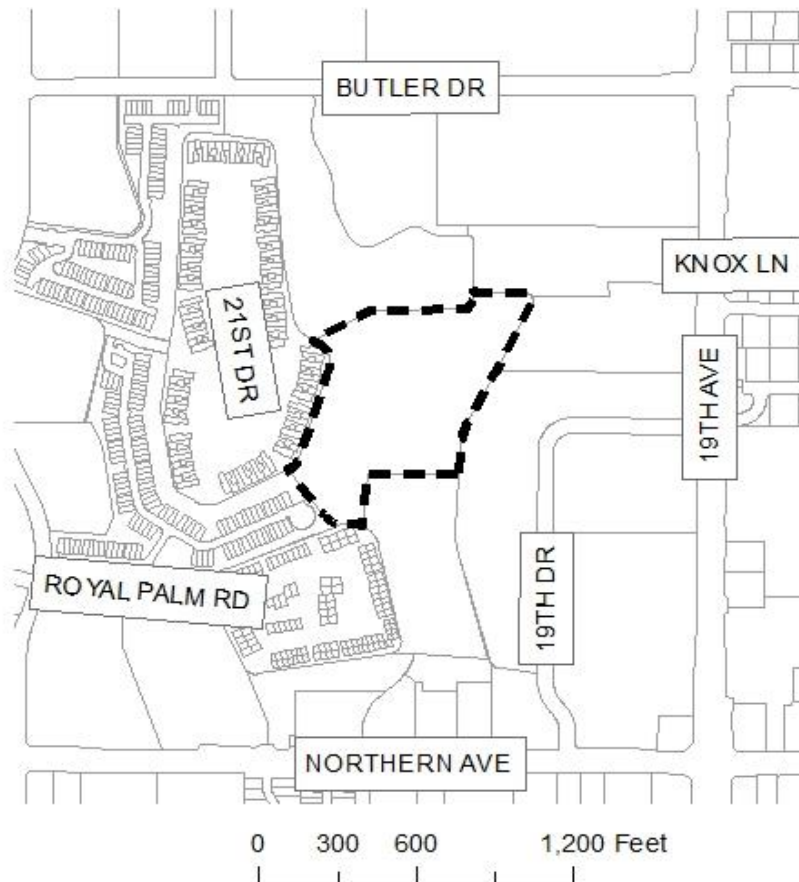 BUTLER DR
KNOX LN
21ST DR
19TH AVE
19TH DR
ROYAL PALM RD
NORTHERN AVE
0 300 600 1,200 Feet